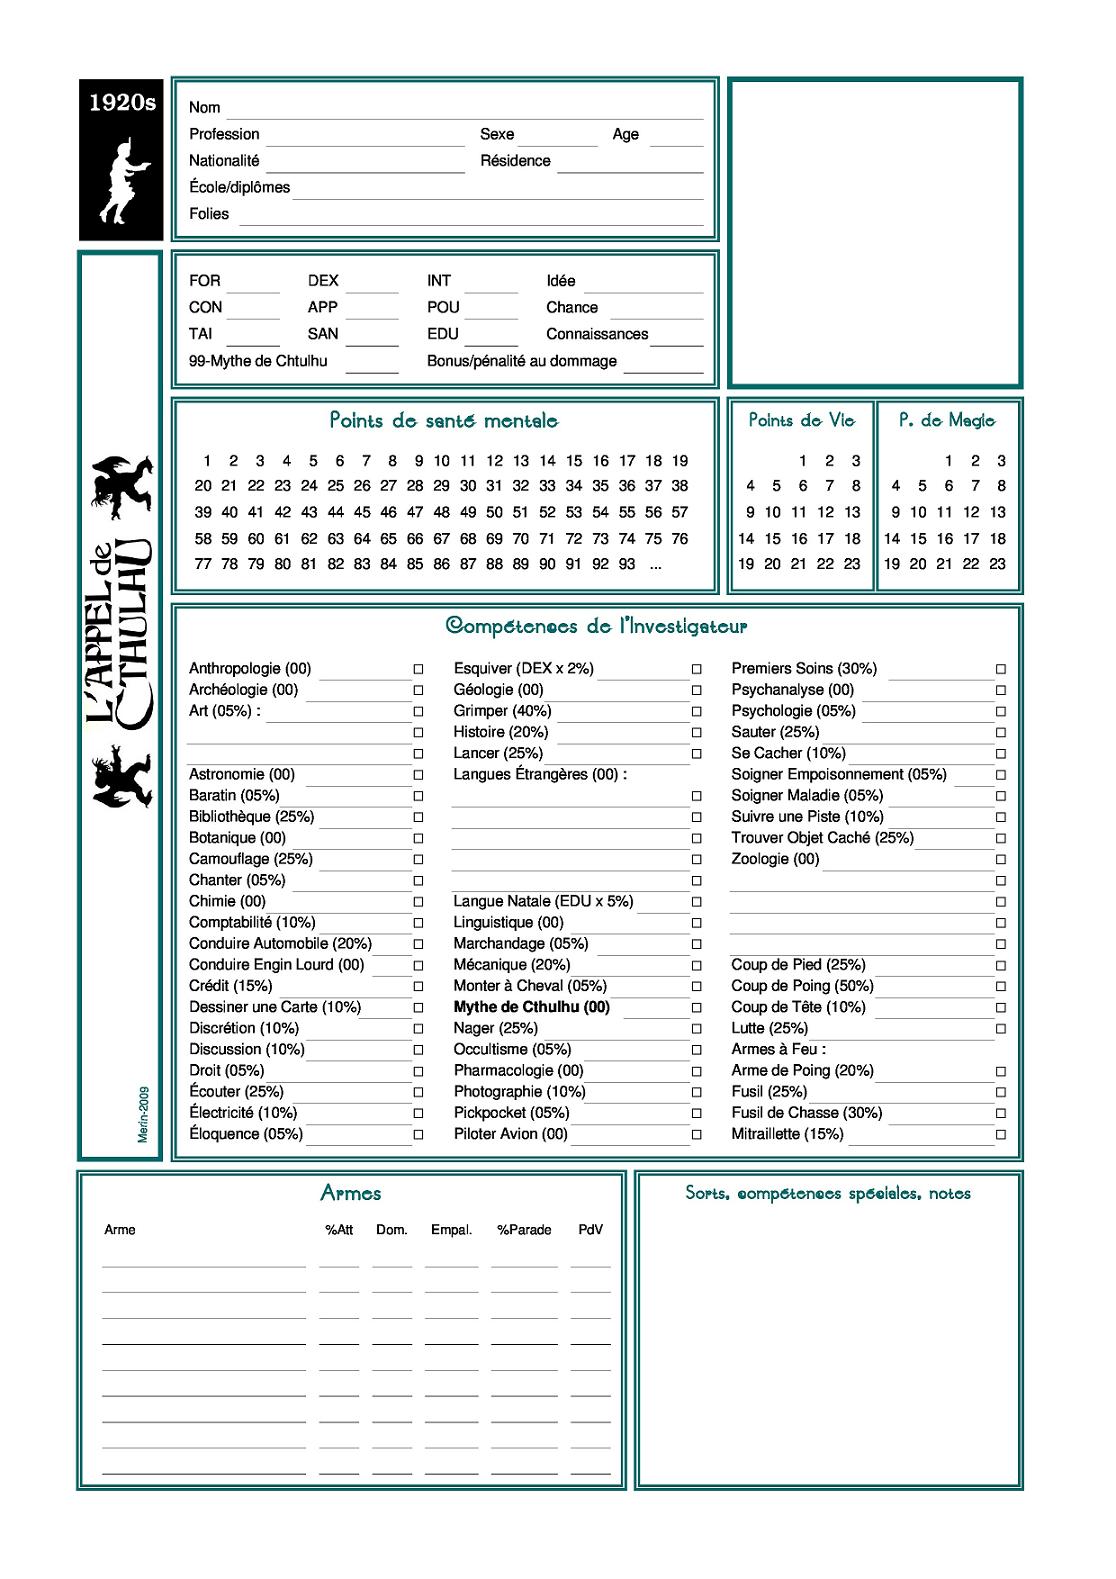 1920s
Nom
Profession Sexe Age
Nationalité Résidence
École/diplômes
Folies
FOR DEX INT Idée
CON APP POU Chance
TAI SAN EDU Connaissances
99-Mythe de Chtulhu Bonus/pénalité au dommage
L'APPEL de
CTHULHU
Merin-2009
Points de santé mentale
1 2 3 4 5 6 7 8 9 10 11 12 13 14 15 16 17 18 19
20 21 22 23 24 25 26 27 28 29 30 31 32 33 34 35 36 37 38
39 40 41 42 43 44 45 46 47 48 49 50 51 52 53 54 55 56 57
58 59 60 61 62 63 64 65 66 67 68 69 70 71 72 73 74 75 76
77 78 79 80 81 82 83 84 85 86 87 88 89 90 91 92 93 ...
Points de Vie
1 2 3
4 5 6 7 8
9 10 11 12 13
14 15 16 17 18
19 20 21 22 23
P. de Magie
1 2 3
4 5 6 7 8
9 10 11 12 13
14 15 16 17 18
19 20 21 22 23
Compétences de l'Investigateur
Anthropologie (00)
Archéologie (00)
Art (05%) :
Astronomie (00)
Baratin (05%)
Bibliothèque (25%)
Botanique (00)
Camouflage (25%)
Chanter (05%)
Chimie (00)
Comptabilité (10%)
Conduire Automobile (20%)
Conduire Engin Lourd (00)
Crédit (15%)
Dessiner une Carte (10%)
Discrétion (10%)
Discussion (10%)
Droit (05%)
Écouter (25%)
Électricité (10%)
Éloquence (05%)
Esquiver (DEX x 2%)
Géologie (00)
Grimper (40%)
Histoire (20%)
Lancer (25%)
Langues Étrangères (00) :
Langue Natale (EDU x 5%)
Linguistique (00)
Marchandage (05%)
Mécanique (20%)
Monter à Cheval (05%)
Mythe de Cthulhu (00)
Nager (25%)
Occultisme (05%)
Pharmacologie (00)
Photographie (10%)
Pickpocket (05%)
Piloter Avion (00)
Premiers Soins (30%)
Psychanalyse (00)
Psychologie (05%)
Sauter (25%)
Se Cacher (10%)
Soigner Empoisonnement (05%)
Soigner Maladie (05%)
Suivre une Piste (10%)
Trouver Objet Caché (25%)
Zoologie (00)
Coup de Pied (25%)
Coup de Poing (50%)
Coup de Tête (10%)
Lutte (25%)
Armes à Feu :
Arme de Poing (20%)
Fusil (25%)
Fusil de Chasse (30%)
Mitraillette (15%)
Armes
Arme %Att Dom. Empal. %Parade PdV
Sorts, compétences spéciales, notes